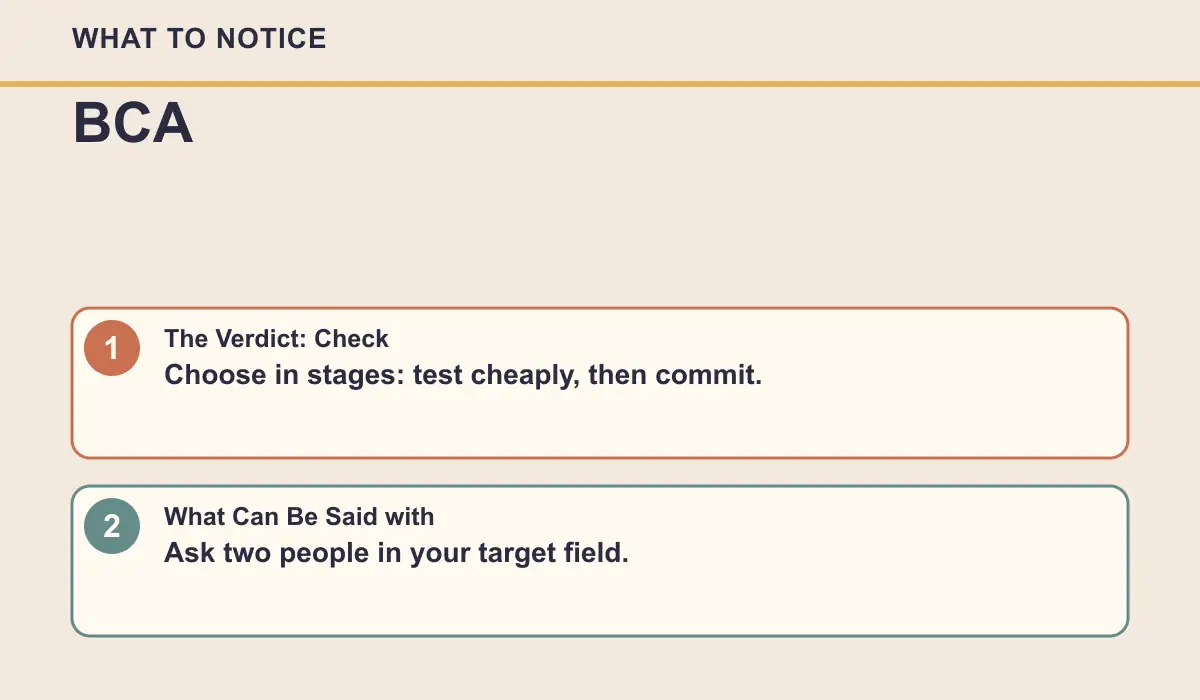 WHAT TO NOTICE
BCA
1
The Verdict: Check
Choose in stages: test cheaply, then commit.
2
What Can Be Said with
Ask two people in your target field.